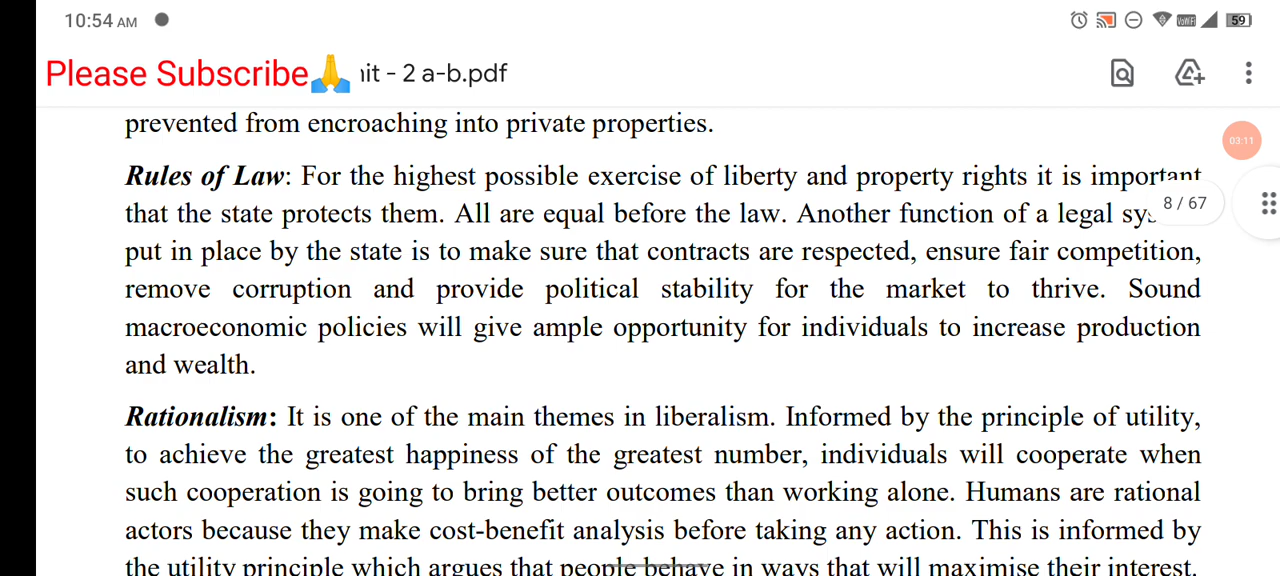 10:54 AM
VoWiFi 59
Please Subscribe🙏 nit - 2 a-b.pdf
prevented from encroaching into private properties.
03:11
Rules of Law: For the highest possible exercise of liberty and property rights it is important
8 / 67
that the state protects them. All are equal before the law. Another function of a legal sys
put in place by the state is to make sure that contracts are respected, ensure fair competition,
remove corruption and provide political stability for the market to thrive. Sound
macroeconomic policies will give ample opportunity for individuals to increase production
and wealth.
Rationalism: It is one of the main themes in liberalism. Informed by the principle of utility,
to achieve the greatest happiness of the greatest number, individuals will cooperate when
such cooperation is going to bring better outcomes than working alone. Humans are rational
actors because they make cost-benefit analysis before taking any action. This is informed by
the utility principle which argues that people behave in ways that will maximise their interest.